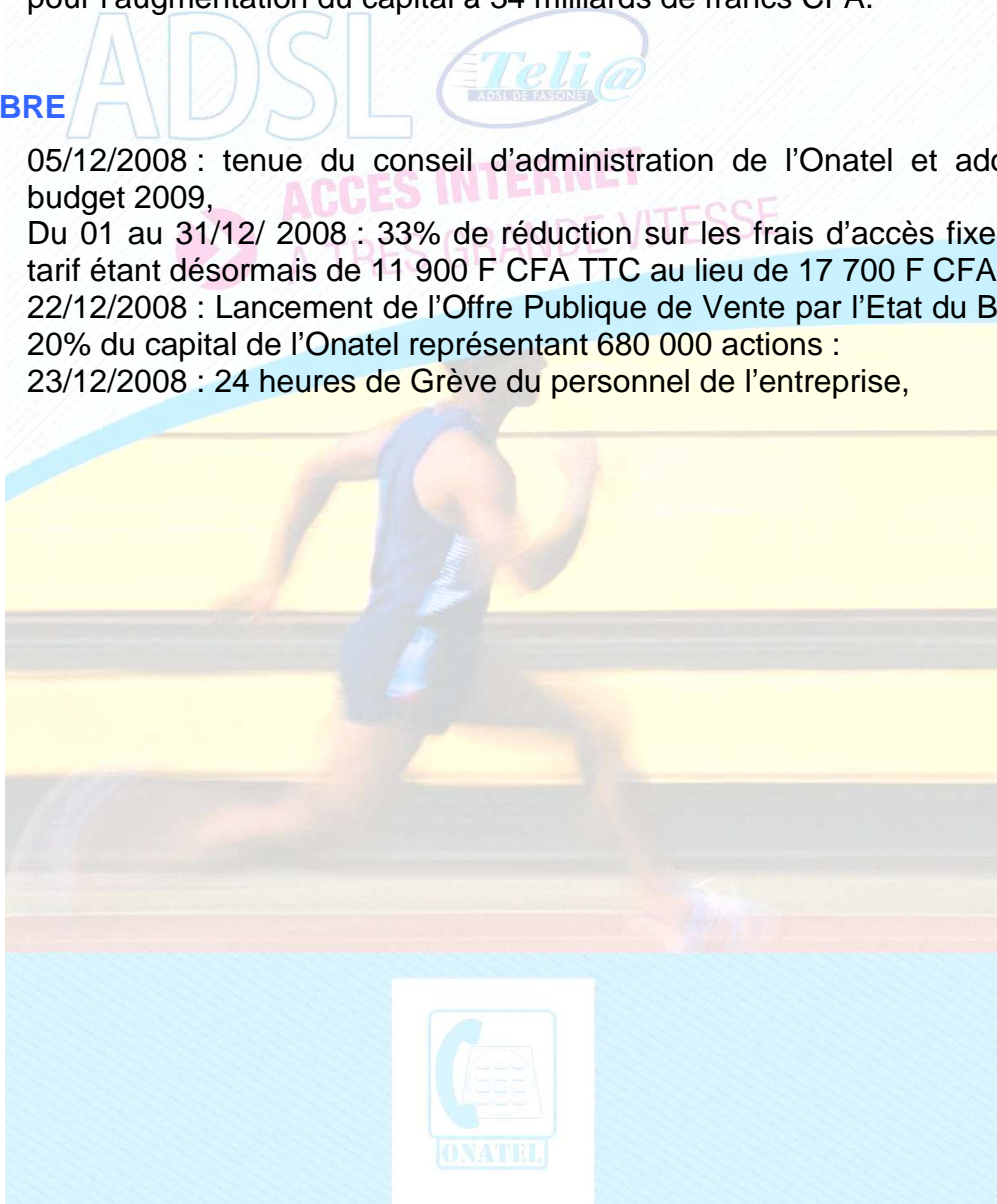 pour l'augmentation du capital à 34 milliards de francs CFA.
ADSL
Teli@
ADSL DE FASONET
BRE
05/12/2008 : tenue du conseil d'administration de l'Onatel et ado
budget 2009,
ACCES INTERNET
A TRES GRANDE VITESSE
Du 01 au 31/12/ 2008 : 33% de réduction sur les frais d'accès fixe
tarif étant désormais de 11 900 F CFA TTC au lieu de 17 700 F CFA
22/12/2008 : Lancement de l'Offre Publique de Vente par l'Etat du B
20% du capital de l'Onatel représentant 680 000 actions :
23/12/2008 : 24 heures de Grève du personnel de l'entreprise,
ONATEL